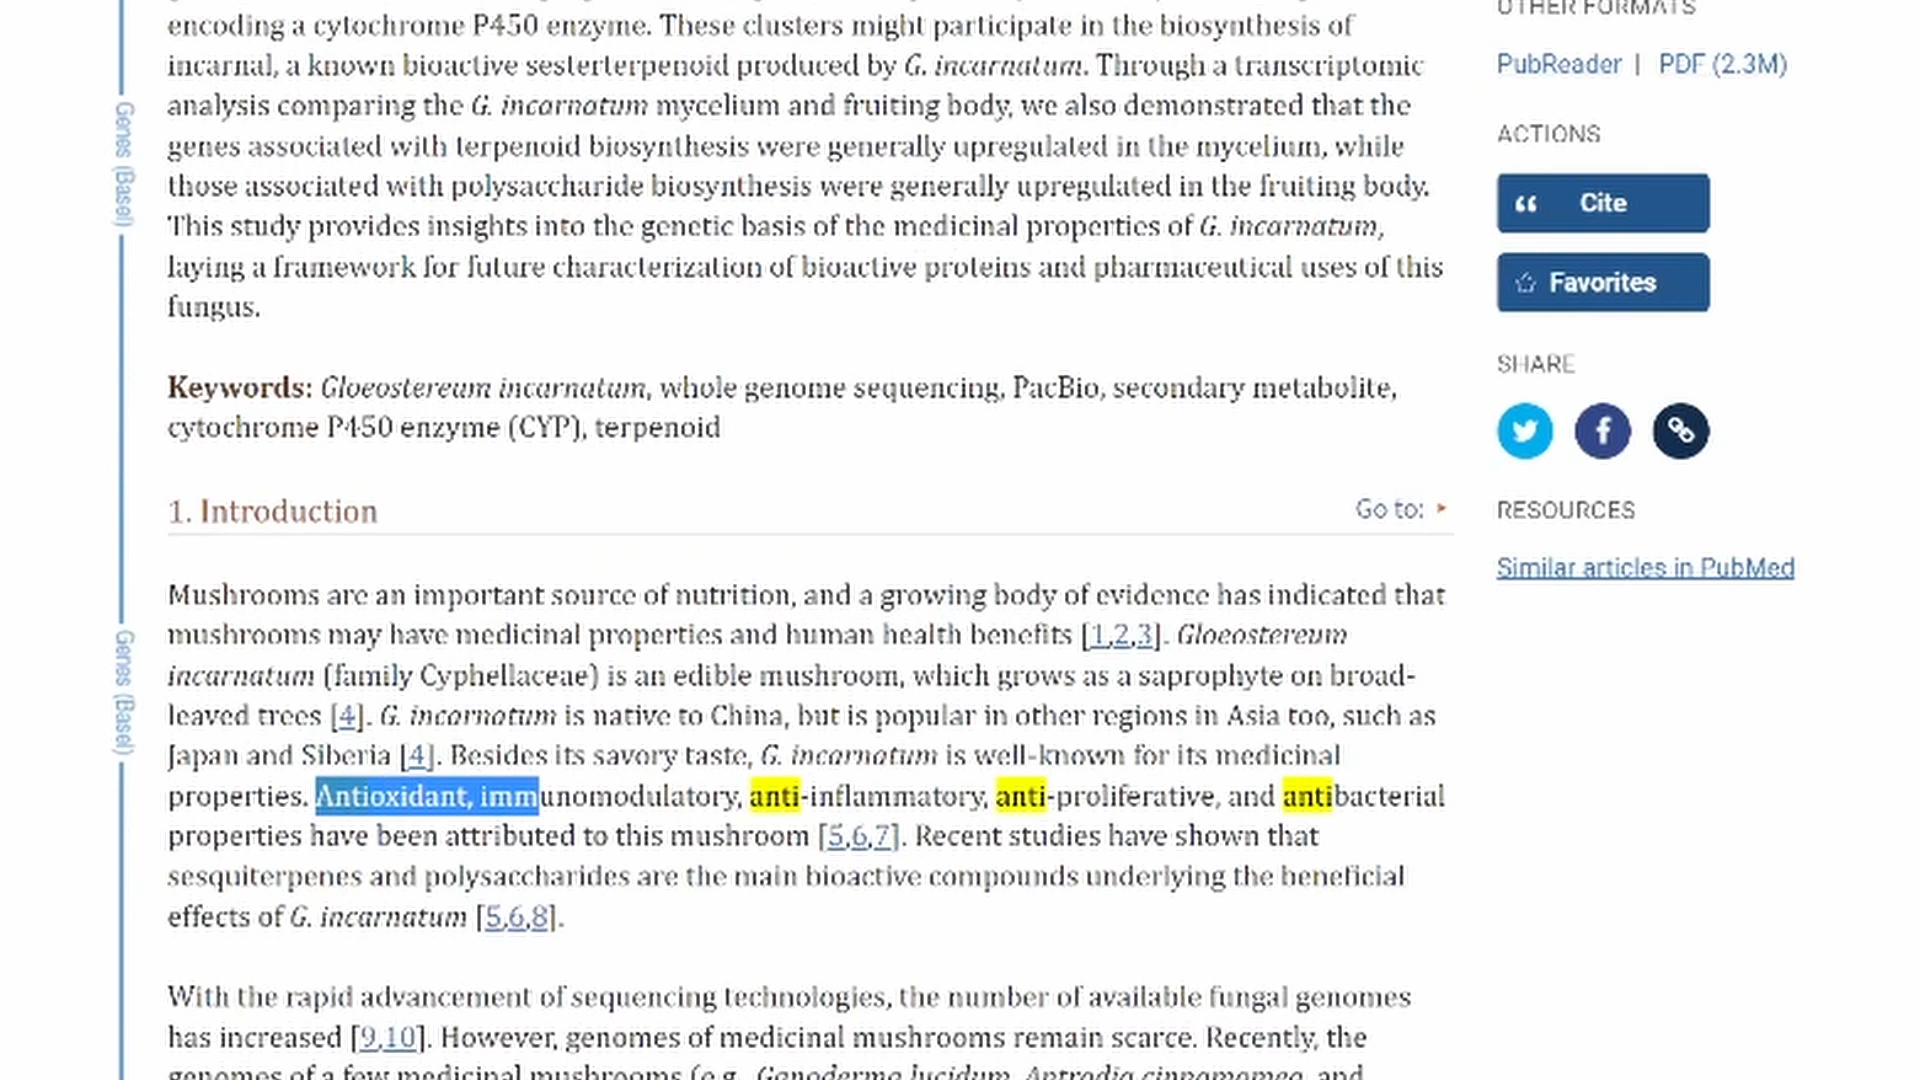 encoding a cytochrome P450 enzyme. These clusters might participate in the biosynthesis of
incarnal, a known bioactive sesterterpenoid produced by G. incarnatum. Through a transcriptomic
analysis comparing the G. incarnatum mycelium and fruiting body, we also demonstrated that the
genes associated with terpenoid biosynthesis were generally upregulated in the mycelium, while
those associated with polysaccharide biosynthesis were generally upregulated in the fruiting body.
This study provides insights into the genetic basis of the medicinal properties of G. incarnatum,
laying a framework for future characterization of bioactive proteins and pharmaceutical uses of this
fungus.
Keywords: Gloeostereum incarnatum, whole genome sequencing, PacBio, secondary metabolite,
cytochrome P450 enzyme (CYP), terpenoid
1. Introduction
Go to:
Mushrooms are an important source of nutrition, and a growing body of evidence has indicated that
mushrooms may have medicinal properties and human health benefits [1,2,3]. Gloeostereum
incarnatum (family Cyphellaceae) is an edible mushroom, which grows as a saprophyte on broad-
leaved trees [4]. G. incarnatum is native to China, but is popular in other regions in Asia too, such as
Japan and Siberia [4]. Besides its savory taste, G. incarnatum is well-known for its medicinal
properties. Antioxidant, immunomodulatory, anti-inflammatory, anti-proliferative, and antibacterial
properties have been attributed to this mushroom [5,6,7]. Recent studies have shown that
sesquiterpenes and polysaccharides are the main bioactive compounds underlying the beneficial
effects of G. incarnatum [5,6,8].
With the rapid advancement of sequencing technologies, the number of available fungal genomes
has increased [9,10]. However, genomes of medicinal mushrooms remain scarce. Recently, the
genomes of a few medicinal mushrooms (e.g., Ganoderma lucidum, Antrodia cinnamomea, and
Genes (Basel)
Genes (Basel)
OTHER FORMATS
PubReader | PDF (2.3M)
ACTIONS
Cite
Favorites
SHARE
RESOURCES
Similar articles in PubMed